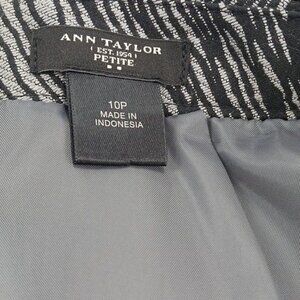 ANN TAYLOR
EST. 1954
PETITE
10P
MADE IN
INDONESIA